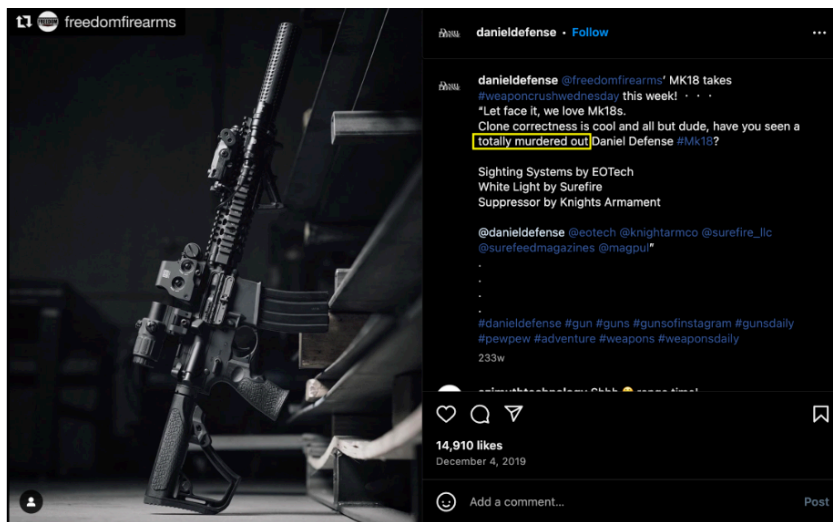 freedomfirearms
danieldefense • Follow
danieldefense @freedomfirearms' MK18 takes
#weaponcrushwednesday this week! · · ·
"Let face it, we love Mk18s.
Clone correctness is cool and all but dude, have you seen a
totally murdered out Daniel Defense #Mk18?
Sighting Systems by EOTech
White Light by Surefire
Suppressor by Knights Armament
@danieldefense @eotech @knightarmco @surefire_llc
@surefeedmagazines @magpul"
.
.
.
.
#danieldefense #gun #guns #gunsofinstagram #gunsdaily
#pewpew #adventure #weapons #weaponsdaily
233w
14,910 likes
December 4, 2019
Add a comment...
Post